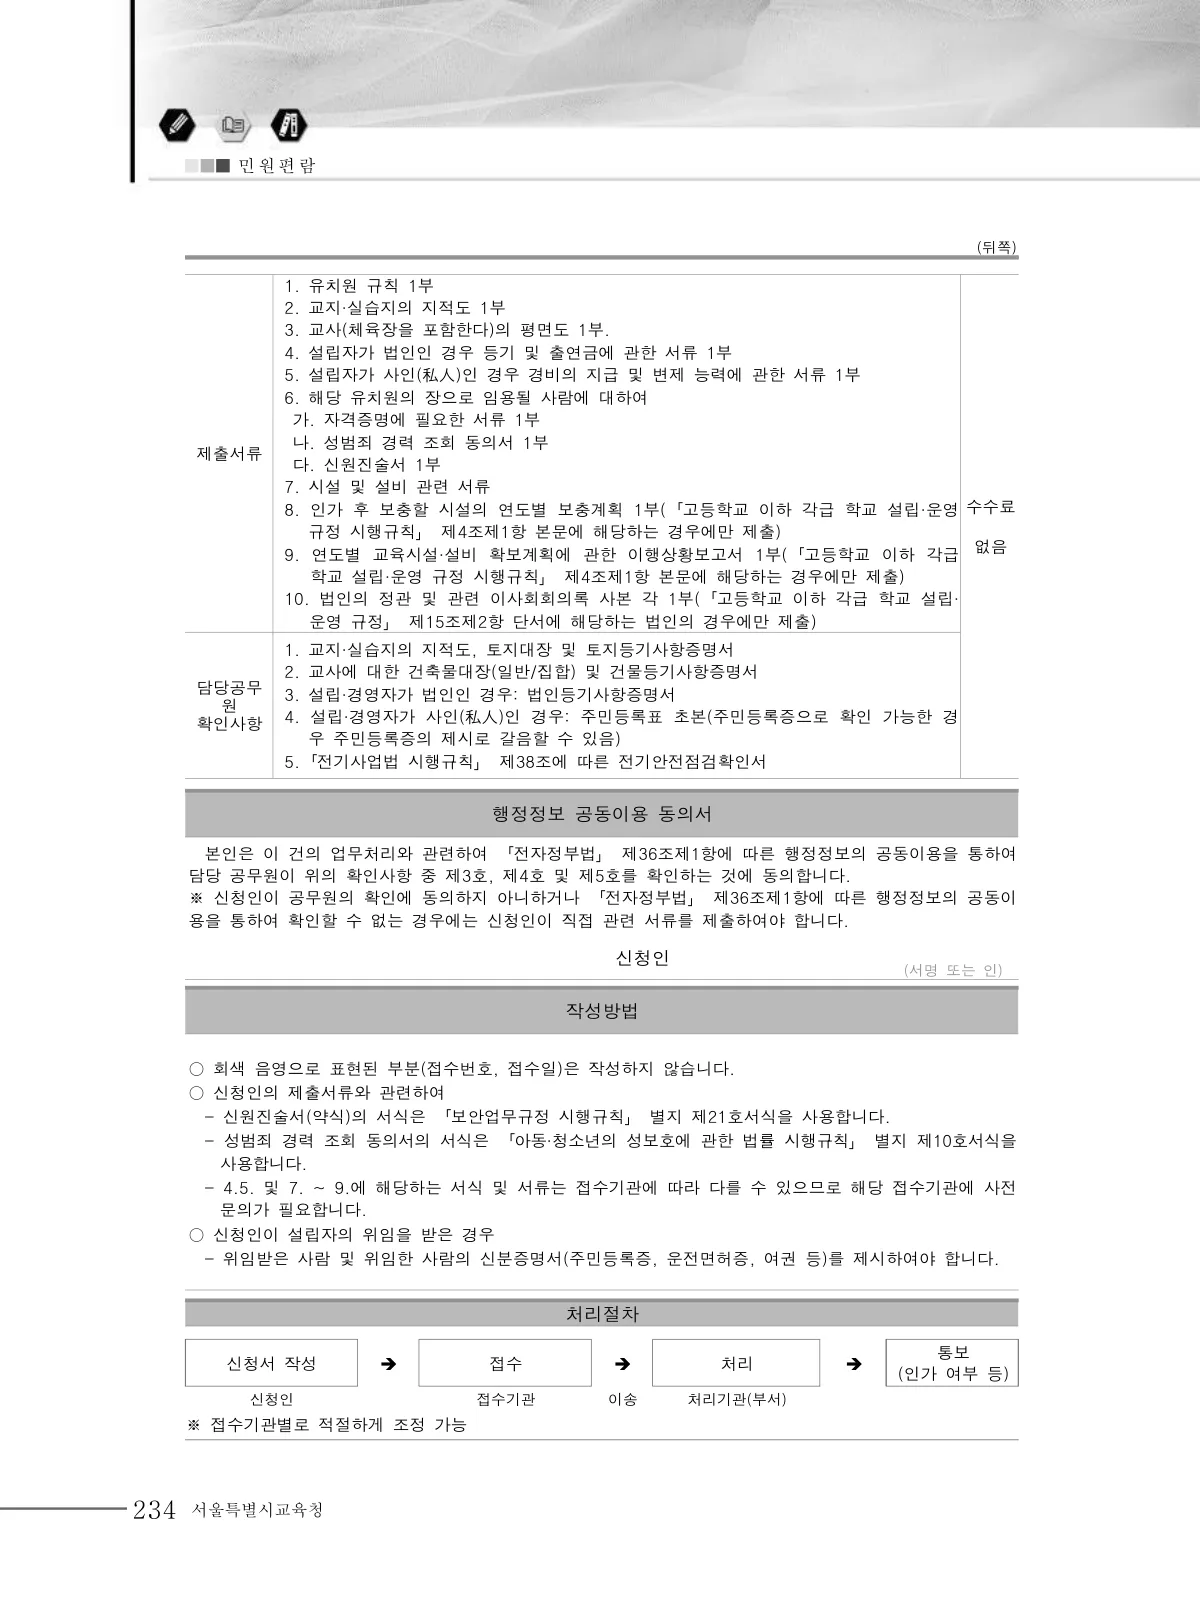 민원편람
(뒤쪽)
제출서류
1. 유치원 규칙 1부
2. 교지·실습지의 지적도 1부
3. 교사(체육장을 포함한다)의 평면도 1부.
4. 설립자가 법인인 경우 등기 및 출연금에 관한 서류 1부
5. 설립자가 사인(私人)인 경우 경비의 지급 및 변제 능력에 관한 서류 1부
6. 해당 유치원의 장으로 임용될 사람에 대하여
가. 자격증명에 필요한 서류 1부
나. 성범죄 경력 조회 동의서 1부
다. 신원진술서 1부
7. 시설 및 설비 관련 서류
8. 인가 후 보충할 시설의 연도별 보충계획 1부(「고등학교 이하 각급 학교 설립·운영
규정 시행규칙」 제4조제1항 본문에 해당하는 경우에만 제출)
9. 연도별 교육시설·설비 확보계획에 관한 이행상황보고서 1부(「고등학교 이하 각급
학교 설립·운영 규정 시행규칙」 제4조제1항 본문에 해당하는 경우에만 제출)
10. 법인의 정관 및 관련 이사회회의록 사본 각 1부(「고등학교 이하 각급 학교 설립·
운영 규정」 제15조제2항 단서에 해당하는 법인의 경우에만 제출)
수수료
없음
담당공무
원
확인사항
1. 교지·실습지의 지적도, 토지대장 및 토지등기사항증명서
2. 교사에 대한 건축물대장(일반/집합) 및 건물등기사항증명서
3. 설립·경영자가 법인인 경우: 법인등기사항증명서
4. 설립·경영자가 사인(私人)인 경우: 주민등록표 초본(주민등록증으로 확인 가능한 경
우 주민등록증의 제시로 갈음할 수 있음)
5.「전기사업법 시행규칙」 제38조에 따른 전기안전점검확인서
행정정보 공동이용 동의서
본인은 이 건의 업무처리와 관련하여 「전자정부법」 제36조제1항에 따른 행정정보의 공동이용을 통하여
담당 공무원이 위의 확인사항 중 제3호, 제4호 및 제5호를 확인하는 것에 동의합니다.
※ 신청인이 공무원의 확인에 동의하지 아니하거나 「전자정부법」 제36조제1항에 따른 행정정보의 공동이
용을 통하여 확인할 수 없는 경우에는 신청인이 직접 관련 서류를 제출하여야 합니다.
신청인
(서명 또는 인)
작성방법
○ 회색 음영으로 표현된 부분(접수번호, 접수일)은 작성하지 않습니다.
○ 신청인의 제출서류와 관련하여
- 신원진술서(약식)의 서식은 「보안업무규정 시행규칙」 별지 제21호서식을 사용합니다.
- 성범죄 경력 조회 동의서의 서식은 「아동·청소년의 성보호에 관한 법률 시행규칙」 별지 제10호서식을
사용합니다.
- 4.5. 및 7. ~ 9.에 해당하는 서식 및 서류는 접수기관에 따라 다를 수 있으므로 해당 접수기관에 사전
문의가 필요합니다.
○ 신청인이 설립자의 위임을 받은 경우
- 위임받은 사람 및 위임한 사람의 신분증명서(주민등록증, 운전면허증, 여권 등)를 제시하여야 합니다.
처리절차
신청서 작성 ➔ 접수 ➔ 처리 ➔ 통보
(인가 여부 등)
신청인 접수기관 이송 처리기관(부서)
※ 접수기관별로 적절하게 조정 가능
234 서울특별시교육청